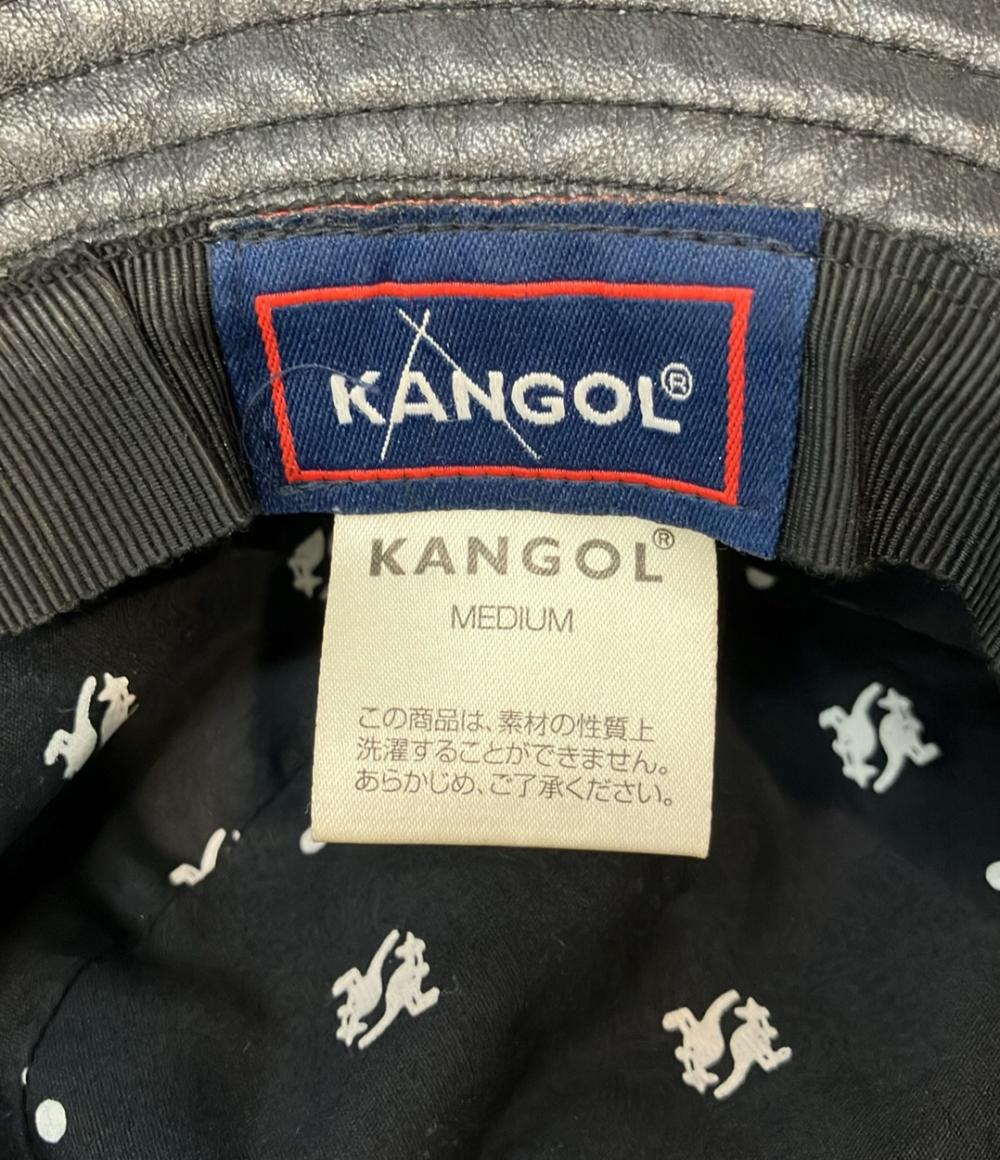 KANGOL®
KANGOL®
MEDIUM
この商品は、素材の性質上
洗濯することができません。
あらかじめ、ご了承ください。